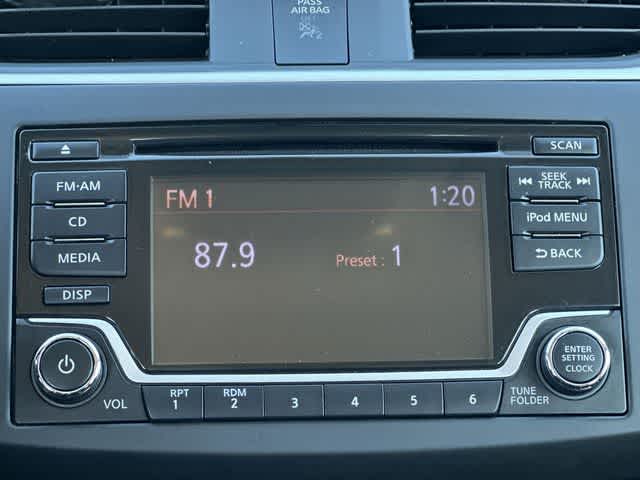 PASS
AIR BAG
OFF
SCAN
FM·AM
CD
MEDIA
DISP
FM 1 1:20
87.9 Preset : 1
SEEK
TRACK
iPod MENU
BACK
VOL
RPT
1
RDM
2
3
4
5
6
TUNE
FOLDER
ENTER
SETTING
CLOCK